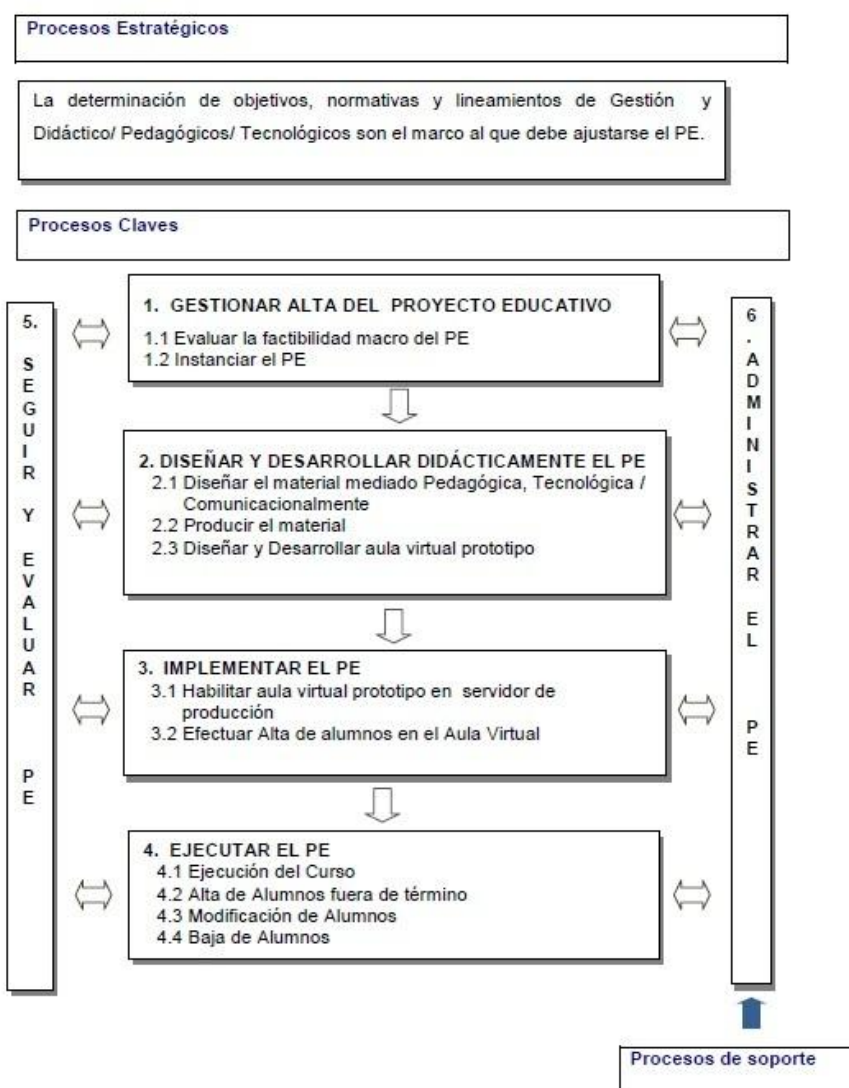 Procesos Estratégicos
La determinación de objetivos, normativas y lineamientos de Gestión y
Didáctico/ Pedagógicos/ Tecnológicos son el marco al que debe ajustarse el PE.
Procesos Claves
5. SEGUIR Y EVALUAR PE
1. GESTIONAR ALTA DEL PROYECTO EDUCATIVO
1.1 Evaluar la factibilidad macro del PE
1.2 Instanciar el PE
2. DISEÑAR Y DESARROLLAR DIDÁCTICAMENTE EL PE
2.1 Diseñar el material mediado Pedagógica, Tecnológica /
Comunicacionalmente
2.2 Producir el material
2.3 Diseñar y Desarrollar aula virtual prototipo
3. IMPLEMENTAR EL PE
3.1 Habilitar aula virtual prototipo en servidor de
producción
3.2 Efectuar Alta de alumnos en el Aula Virtual
4. EJECUTAR EL PE
4.1 Ejecución del Curso
4.2 Alta de Alumnos fuera de término
4.3 Modificación de Alumnos
4.4 Baja de Alumnos
6. ADMINISTRAR EL PE
Procesos de soporte